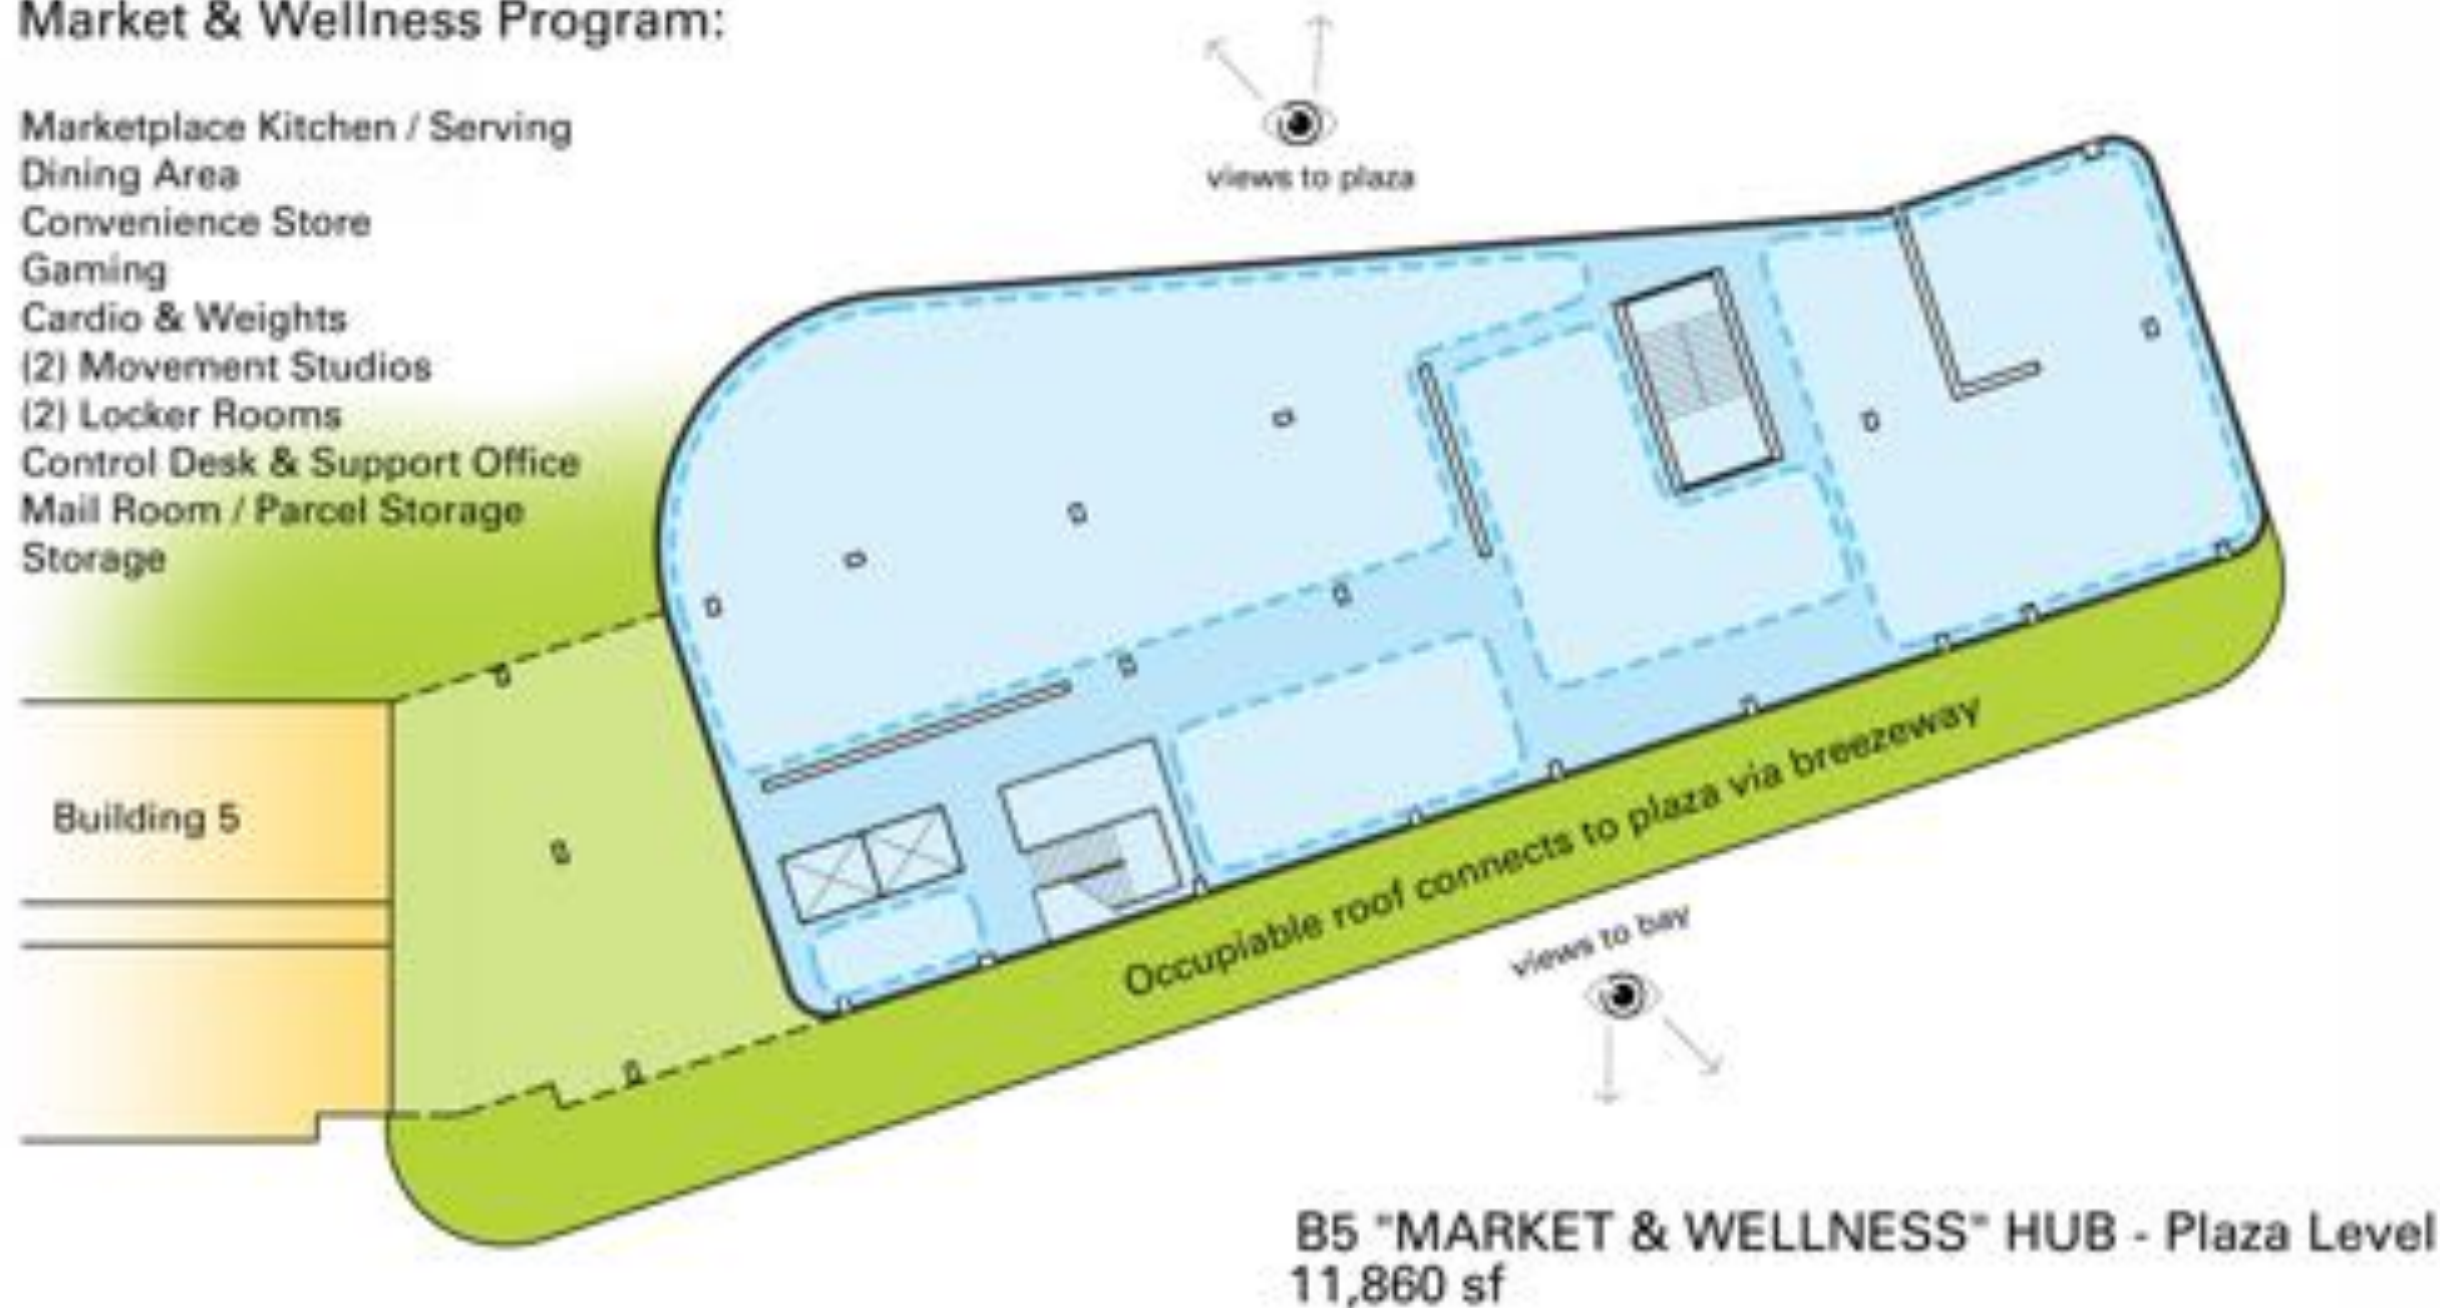 Market & Wellness Program:
Marketplace Kitchen / Serving
Dining Area
Convenience Store
Gaming
Cardio & Weights
(2) Movement Studios
(2) Locker Rooms
Control Desk & Support Office
Mail Room / Parcel Storage
Storage
views to plaza
Building 5
Occupiable roof connects to plaza via breezeway
views to bay
B5 "MARKET & WELLNESS" HUB - Plaza Level
11,860 sf